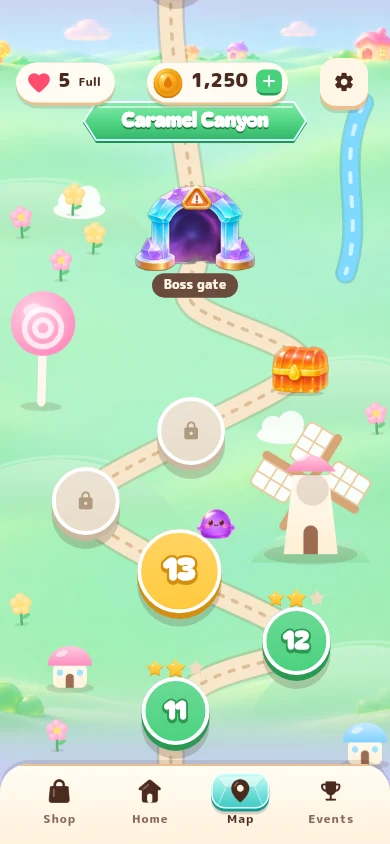 5 Full
1,250
Caramel Canyon
Boss gate
13
12
11
Shop
Home
Map
Events